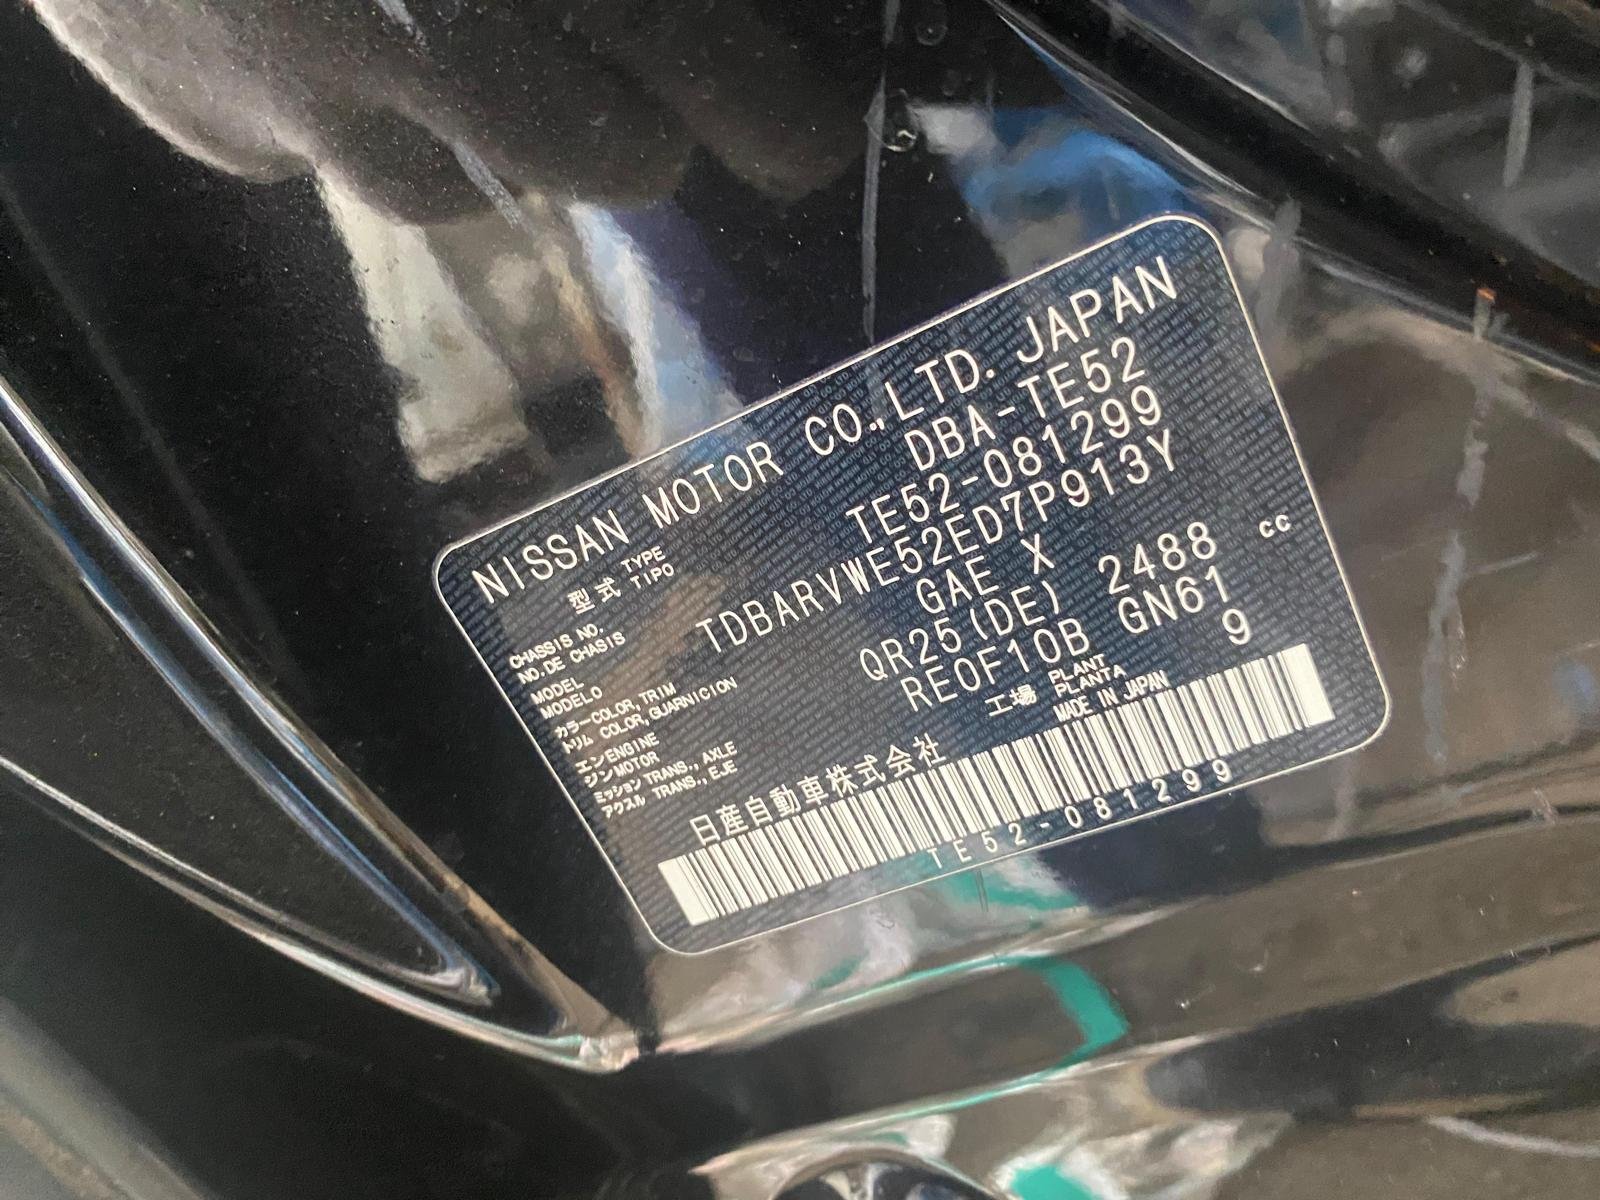 NISSAN MOTOR CO.,LTD. JAPAN
型式 TYPE TIPO DBA-TE52
CHASSIS NO.
NO.DE CHASIS TE52-081299
MODEL
MODELO TDBARVWE52ED7P913Y
カラー COLOR,TRIM
トリム COLOR,GUARNICION GAE X
エンジン ENGINE MOTOR QR25(DE) 2488 cc
ミッション TRANS., AXLE
アクスル TRANS., EJE RE0F10B GN61
工場 PLANT PLANTA 9
日産自動車株式会社 MADE IN JAPAN
TE52-081299